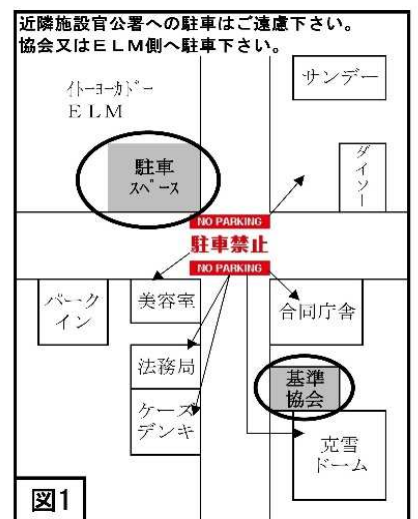 近隣施設官公署への駐車はご遠慮下さい。
協会又はＥＬＭ側へ駐車下さい。
サンデー
ｲﾄｰﾖｰｶﾄﾞｰ
ＥＬＭ
ダイソー
駐車
ｽﾍﾟｰｽ
NO PARKING
駐車禁止
NO PARKING
パーク
イン
美容室
合同庁舎
法務局
基準
協会
ケーズ
デンキ
克雪
ドーム
図1